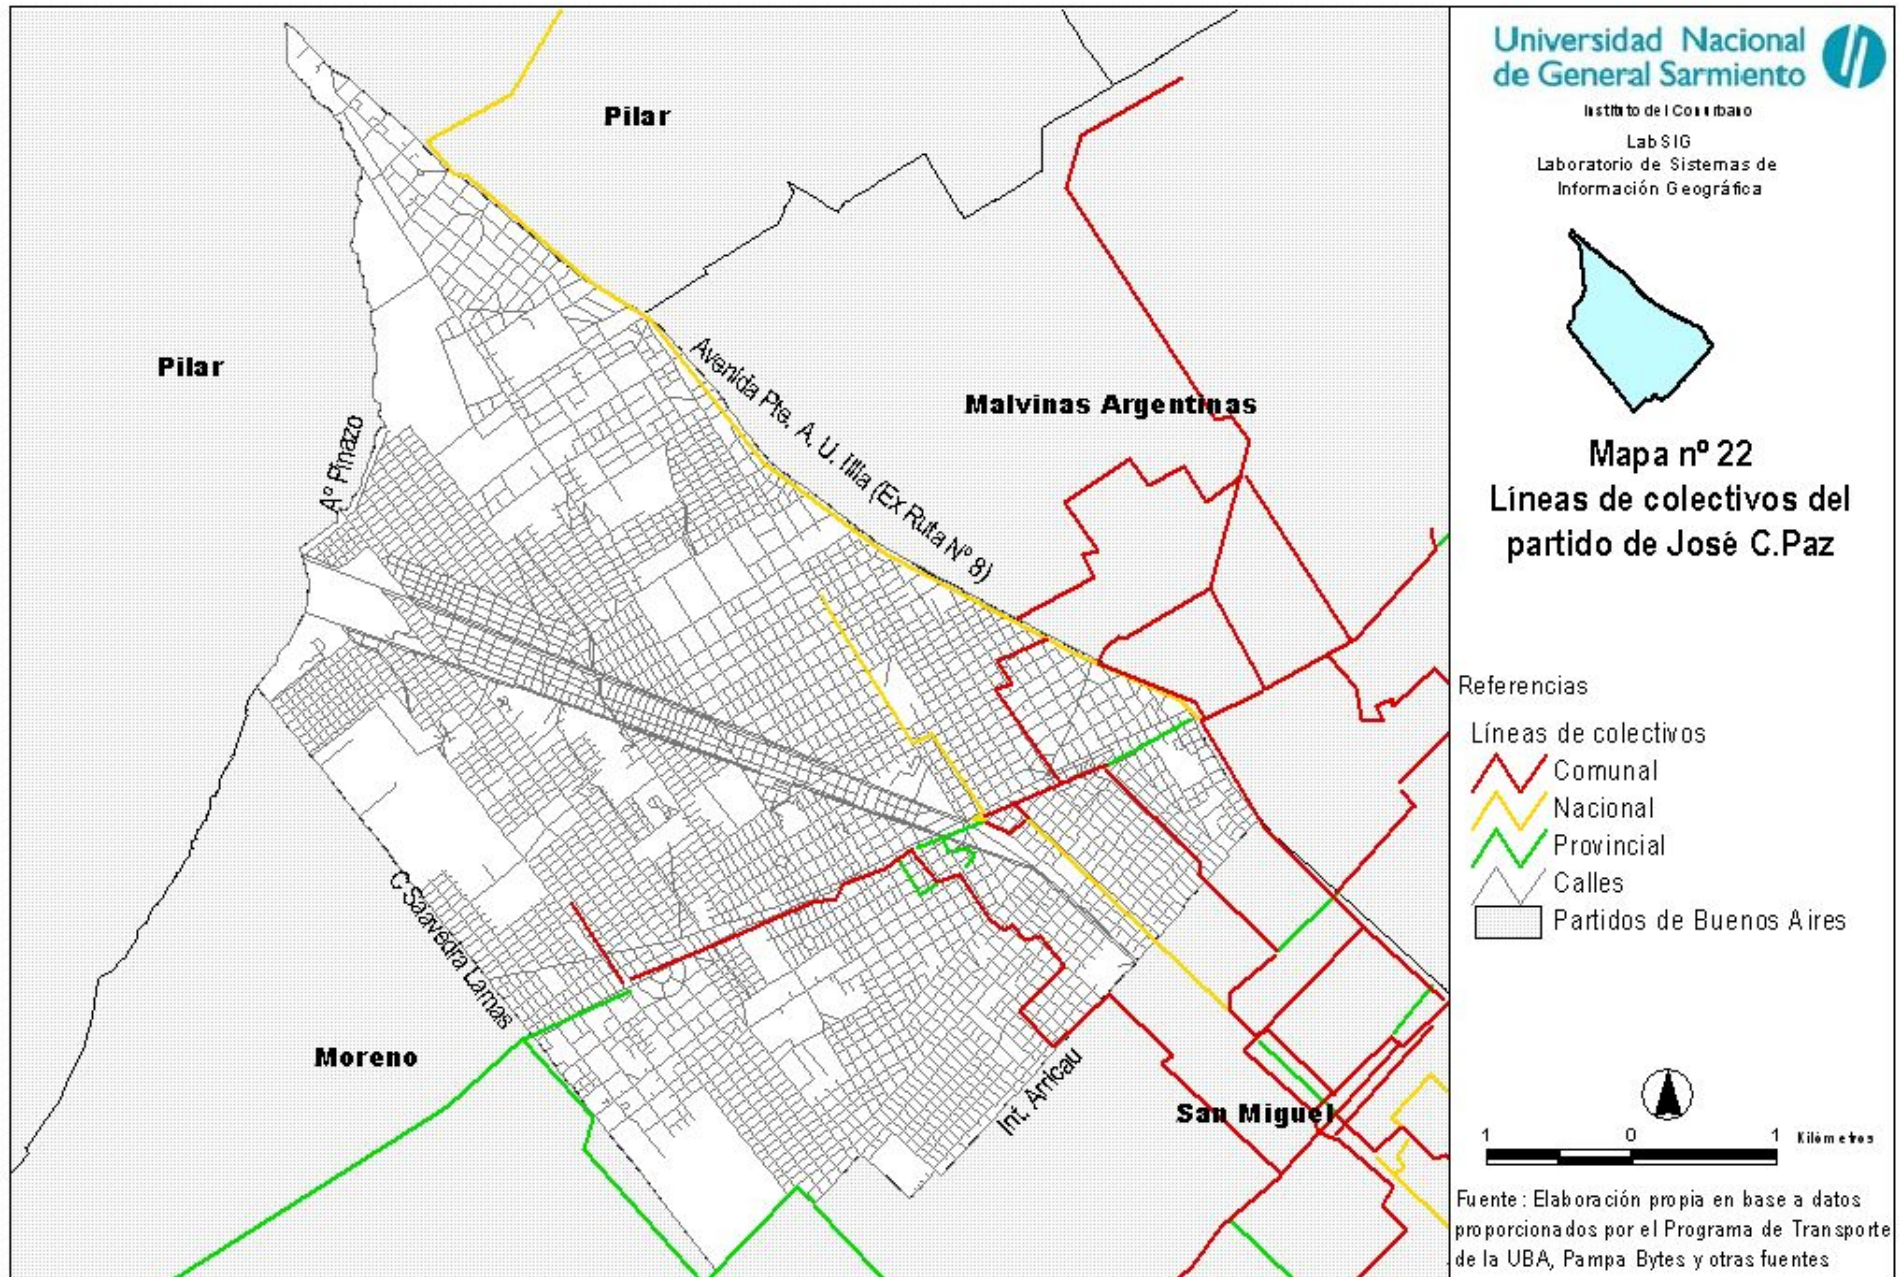 Universidad Nacional
de General Sarmiento
Instituto del Conurbano
Lab SIG
Laboratorio de Sistemas de
Información Geográfica
Mapa nº 22
Líneas de colectivos del
partido de José C.Paz
Referencias
Líneas de colectivos
Comunal
Nacional
Provincial
Calles
Partidos de Buenos Aires
1 0 1 Kilómetros
Fuente: Elaboración propia en base a datos
proporcionados por el Programa de Transporte
de la UBA, Pampa Bytes y otras fuentes
Pilar
Pilar
Malvinas Argentinas
Avenida Pte. A. U. Illia (Ex Ruta Nº 8)
Aº Pinazo
C Saavedra Lamas
Moreno
Int. Arricau
San Miguel